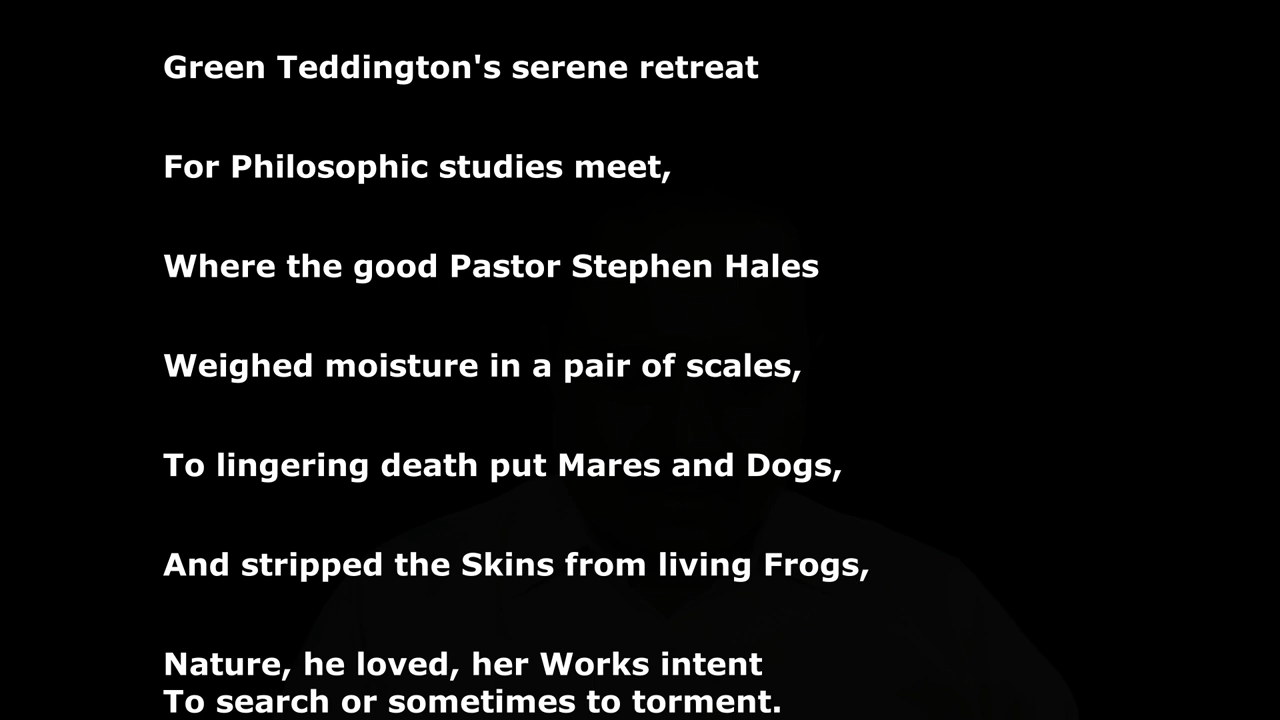 Green Teddington's serene retreat
For Philosophic studies meet,
Where the good Pastor Stephen Hales
Weighed moisture in a pair of scales,
To lingering death put Mares and Dogs,
And stripped the Skins from living Frogs,
Nature, he loved, her Works intent
To search or sometimes to torment.